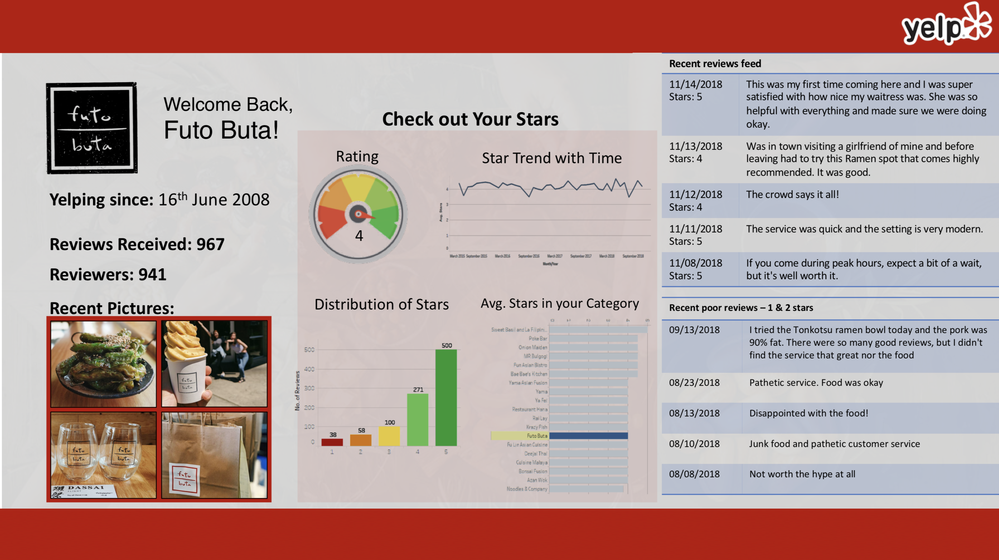 yelp
futo
buta
Welcome Back,
Futo Buta!
Yelping since: 16th June 2008
Reviews Received: 967
Reviewers: 941
Recent Pictures:
futo
buta
futo
buta
futo
buta
DASSAI
FLIGHT
futo
buta
Check out Your Stars
Rating
4
Star Trend with Time
Avg. Stars
4
3
2
1
0
March 2015 September 2015 March 2016 September 2016 March 2017 September 2017 March 2018 September 2018
Month/Year
Distribution of Stars
No. of Reviews
500
400
300
200
100
0
38
58
100
271
500
1 2 3 4 5
Avg. Stars in your Category
0 1 2 3 4 5
Sweet Basil and La Filipin..
Poke Bar
Onion Maiden
MR Bulgogi
Fun Asian Bistro
Bae Bae's Kitchen
Yama Asian Fusion
Yama
Ya Fei
Restaurant Hana
Rai Lay
Krazy Fish
Futo Buta
Fu Lin Asian Cuisine
Deejai Thai
Cuisine Malaya
Bonsai Fusion
Azan Wok
Noodles & Company
Recent reviews feed
11/14/2018
Stars: 5
This was my first time coming here and I was super
satisfied with how nice my waitress was. She was so
helpful with everything and made sure we were doing
okay.
11/13/2018
Stars: 4
Was in town visiting a girlfriend of mine and before
leaving had to try this Ramen spot that comes highly
recommended. It was good.
11/12/2018
Stars: 4
The crowd says it all!
11/11/2018
Stars: 5
The service was quick and the setting is very modern.
11/08/2018
Stars: 5
If you come during peak hours, expect a bit of a wait,
but it's well worth it.
Recent poor reviews – 1 & 2 stars
09/13/2018
I tried the Tonkotsu ramen bowl today and the pork was
90% fat. There were so many good reviews, but I didn't
find the service that great nor the food
08/23/2018
Pathetic service. Food was okay
08/13/2018
Disappointed with the food!
08/10/2018
Junk food and pathetic customer service
08/08/2018
Not worth the hype at all